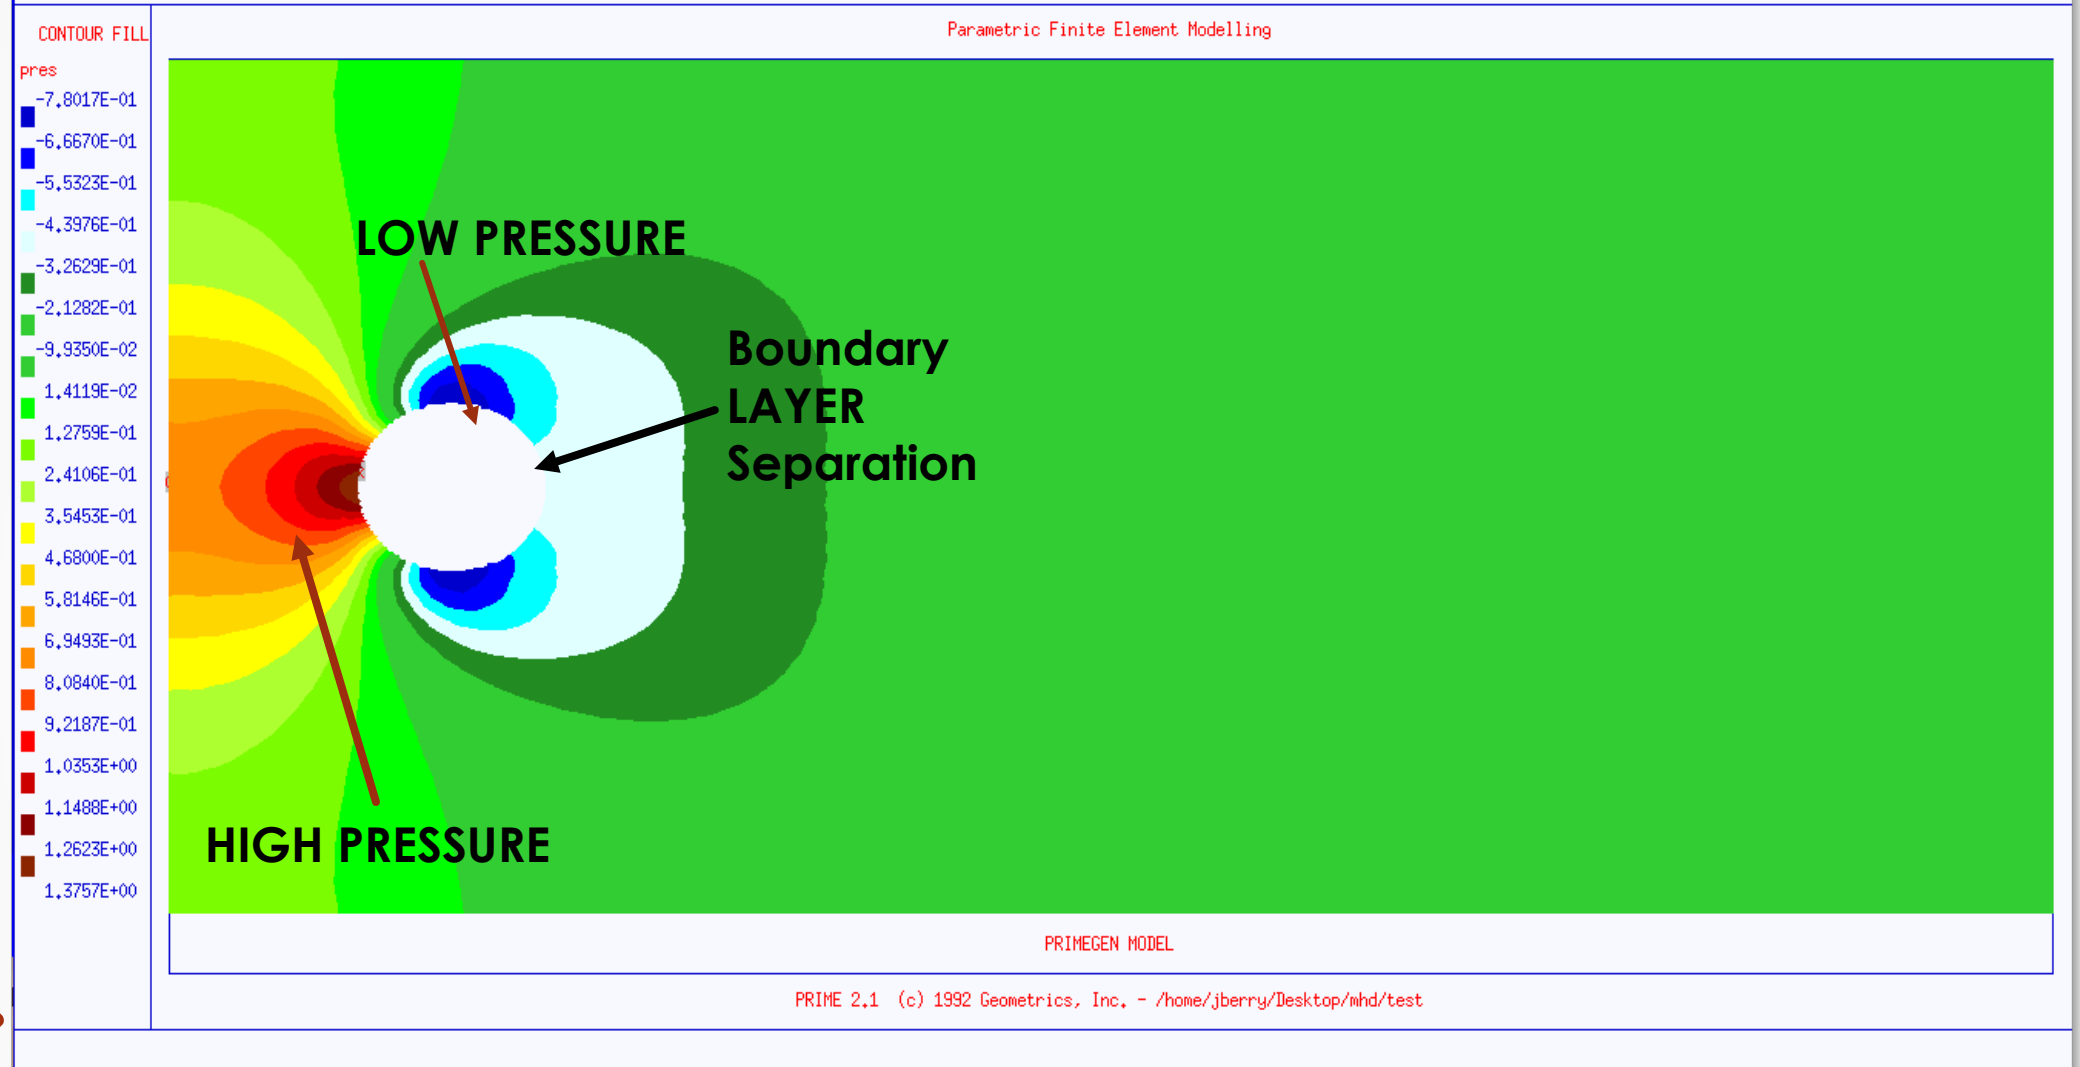 CONTOUR FILL
Parametric Finite Element Modelling
pres
-7.8017E-01
-6.6670E-01
-5.5323E-01
-4.3976E-01
-3.2629E-01
-2.1282E-01
-9.9350E-02
1.4119E-02
1.2759E-01
2.4106E-01
3.5453E-01
4.6800E-01
5.8146E-01
6.9493E-01
8.0840E-01
9.2187E-01
1.0353E+00
1.1488E+00
1.2623E+00
1.3757E+00
LOW PRESSURE
Boundary
LAYER
Separation
HIGH PRESSURE
PRIMEGEN MODEL
PRIME 2.1 (c) 1992 Geometrics, Inc. - /home/jberry/Desktop/mhd/test